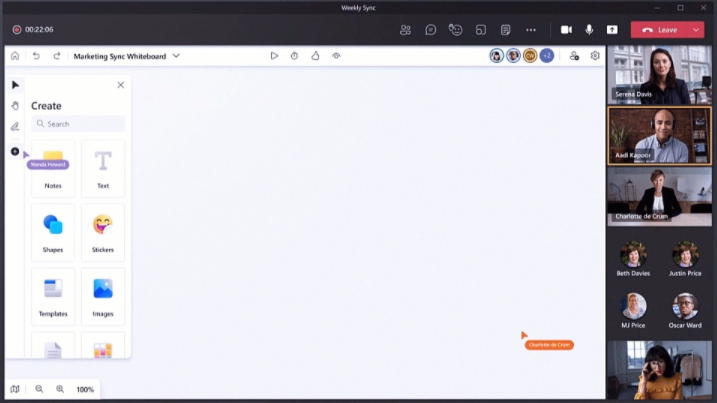 Weekly Sync
00:22:06
Leave
Marketing Sync Whiteboard
+2
Create
Search
Wanda Howard
Notes
Text
Shapes
Stickers
Templates
Images
Charlotte de Crum
100%
Serena Davis
Aadi Kapoor
Charlotte de Crum
Beth Davies
Justin Price
MJ Price
Oscar Ward